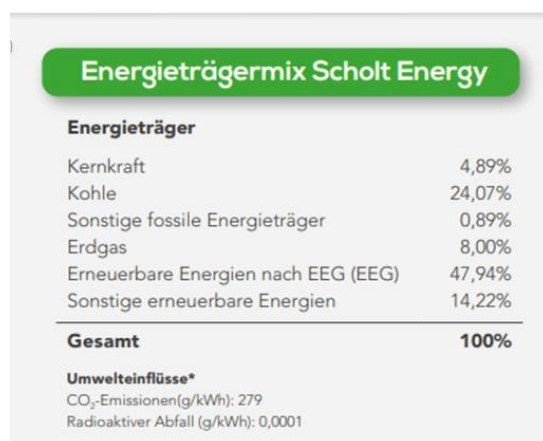 )
Energieträgermix Scholt Energy
Energieträger
Kernkraft 4,89%
Kohle 24,07%
Sonstige fossile Energieträger 0,89%
Erdgas 8,00%
Erneuerbare Energien nach EEG (EEG) 47,94%
Sonstige erneuerbare Energien 14,22%
Gesamt 100%
Umwelteinflüsse*
CO₂-Emissionen(g/kWh): 279
Radioaktiver Abfall (g/kWh): 0,0001